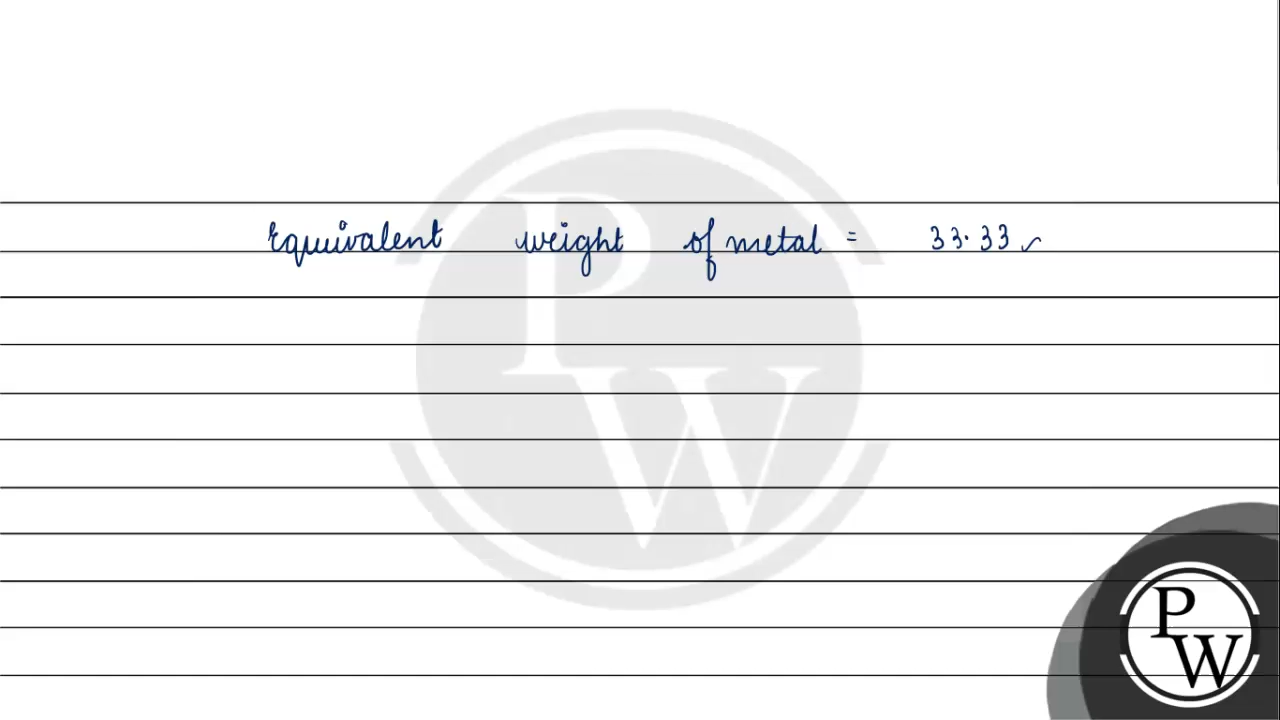 Equivalent weight of metal = 33.33 ✓
P
W
P
W